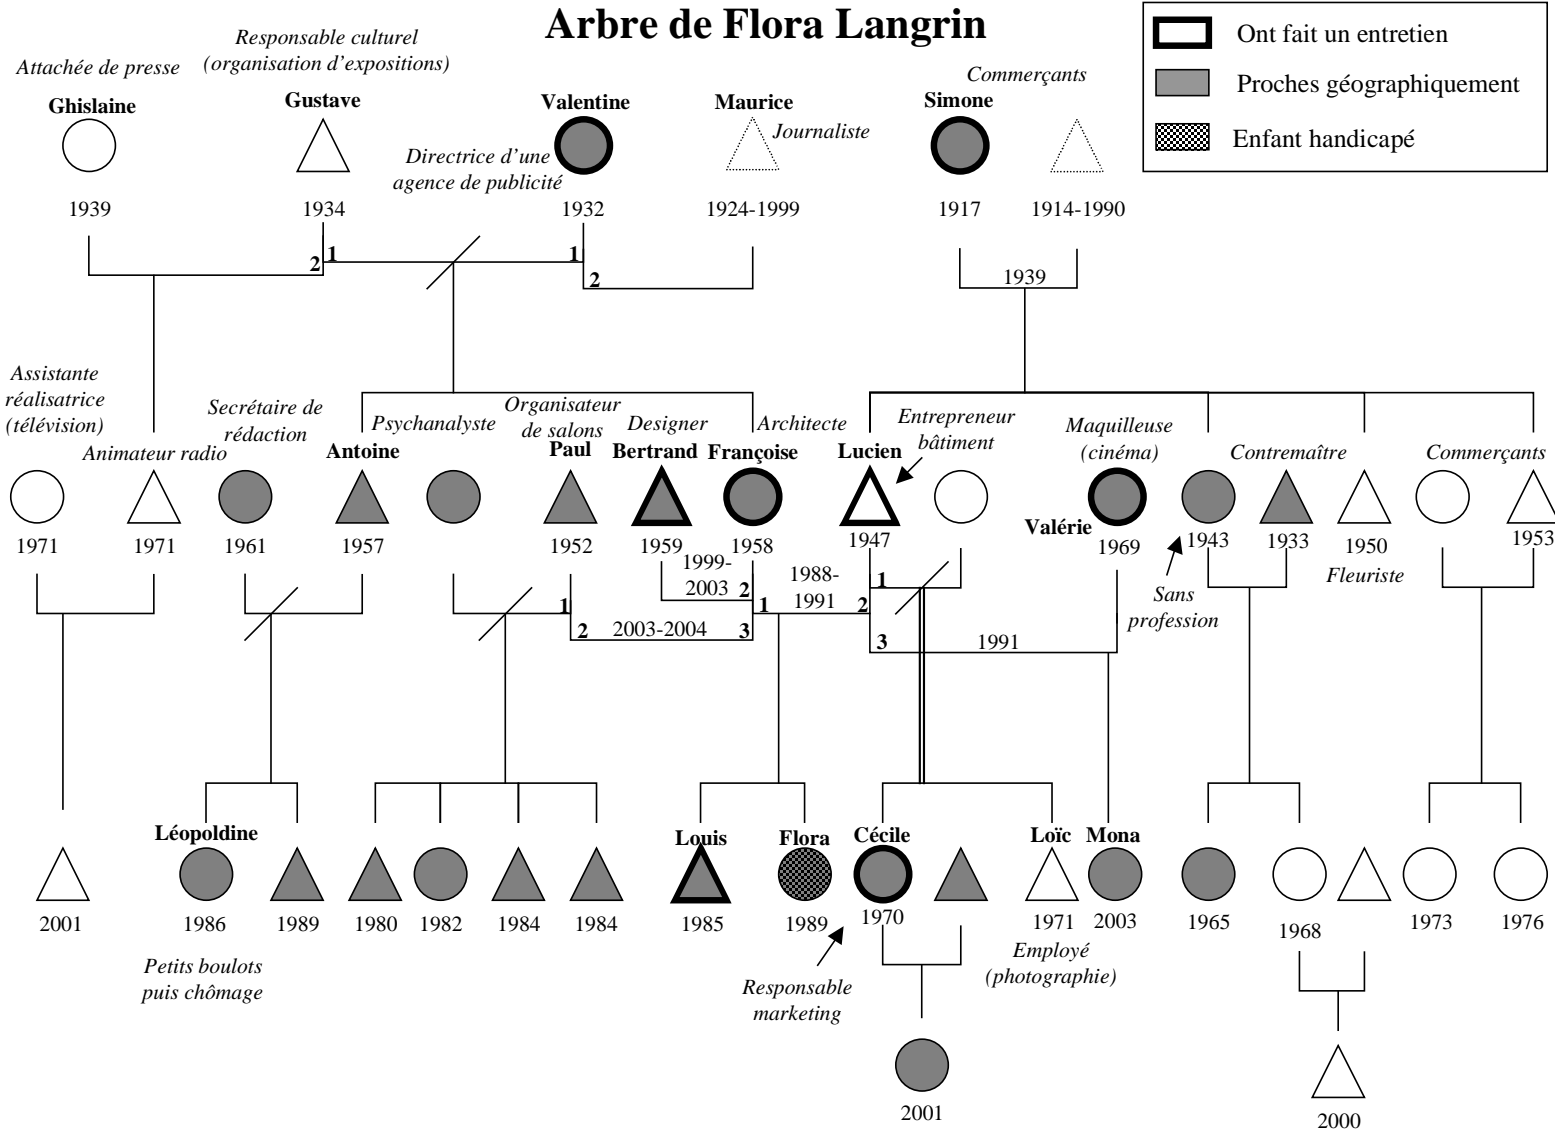 Arbre de Flora Langrin
Ont fait un entretien
Proches géographiquement
Enfant handicapé
Attachée de presse
Ghislaine
1939
Responsable culturel
(organisation d'expositions)
Gustave
1934
Directrice d'une
agence de publicité
Valentine
1932
Maurice
Journaliste
1924-1999
Commerçants
Simone
1917
1914-1990
2
1
1
2
1939
Assistante
réalisatrice
(télévision)
1971
Animateur radio
1971
Secrétaire de
rédaction
1961
Antoine
1957
Psychanalyste
Organisateur
de salons
Paul
1952
Designer
Bertrand
1959
Architecte
Françoise
1958
Lucien
1947
Entrepreneur
bâtiment
Maquilleuse
(cinéma)
Valérie
1969
1943
Sans
profession
Contremaître
1933
1950
Fleuriste
Commerçants
1953
1999-
2003
2
1
1988-
1991
1
2
1
2
2003-2004
3
3
1991
2001
Léopoldine
1986
Petits boulots
puis chômage
1989
1980
1982
1984
1984
Louis
1985
Flora
1989
Cécile
1970
Responsable
marketing
Loïc
1971
Employé
(photographie)
Mona
2003
1965
1968
1973
1976
2001
2000